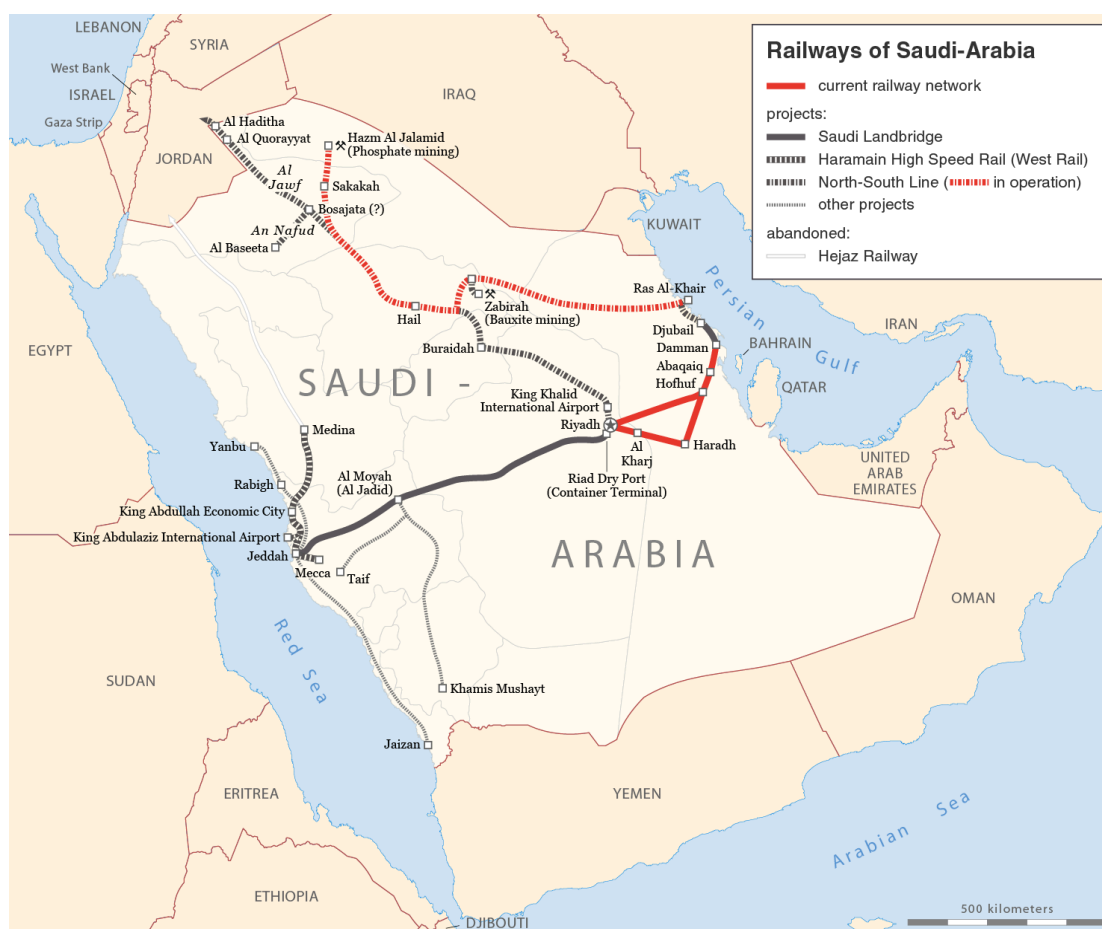 LEBANON
SYRIA
West Bank
ISRAEL
Gaza Strip
JORDAN
IRAQ
Railways of Saudi-Arabia
current railway network
projects:
Saudi Landbridge
Haramain High Speed Rail (West Rail)
North-South Line ( in operation)
other projects
abandoned:
Hejaz Railway
Al Haditha
Al Quorayyat
Hazm Al Jalamid
(Phosphate mining)
Al
Jawf
Sakakah
Bosajata (?)
An Nafud
Al Baseeta
KUWAIT
Ras Al-Khair
Persian
Gulf
Zabirah
(Bauxite mining)
Hail
Djubail
IRAN
EGYPT
Buraidah
Damman
BAHRAIN
Abaqaiq
Hofhuf
QATAR
SAUDI -
King Khalid
International Airport
Riyadh
Medina
Al
Kharj
Haradh
Yanbu
UNITED
ARAB
EMIRATES
Al Moyah
(Al Jadid)
Riad Dry Port
(Container Terminal)
Rabigh
King Abdullah Economic City
King Abdulaziz International Airport
Jeddah
Mecca
Taif
ARABIA
OMAN
Red Sea
SUDAN
Khamis Mushayt
Jaizan
ERITREA
YEMEN
Arabian Sea
ETHIOPIA
DJIBOUTI
500 kilometers